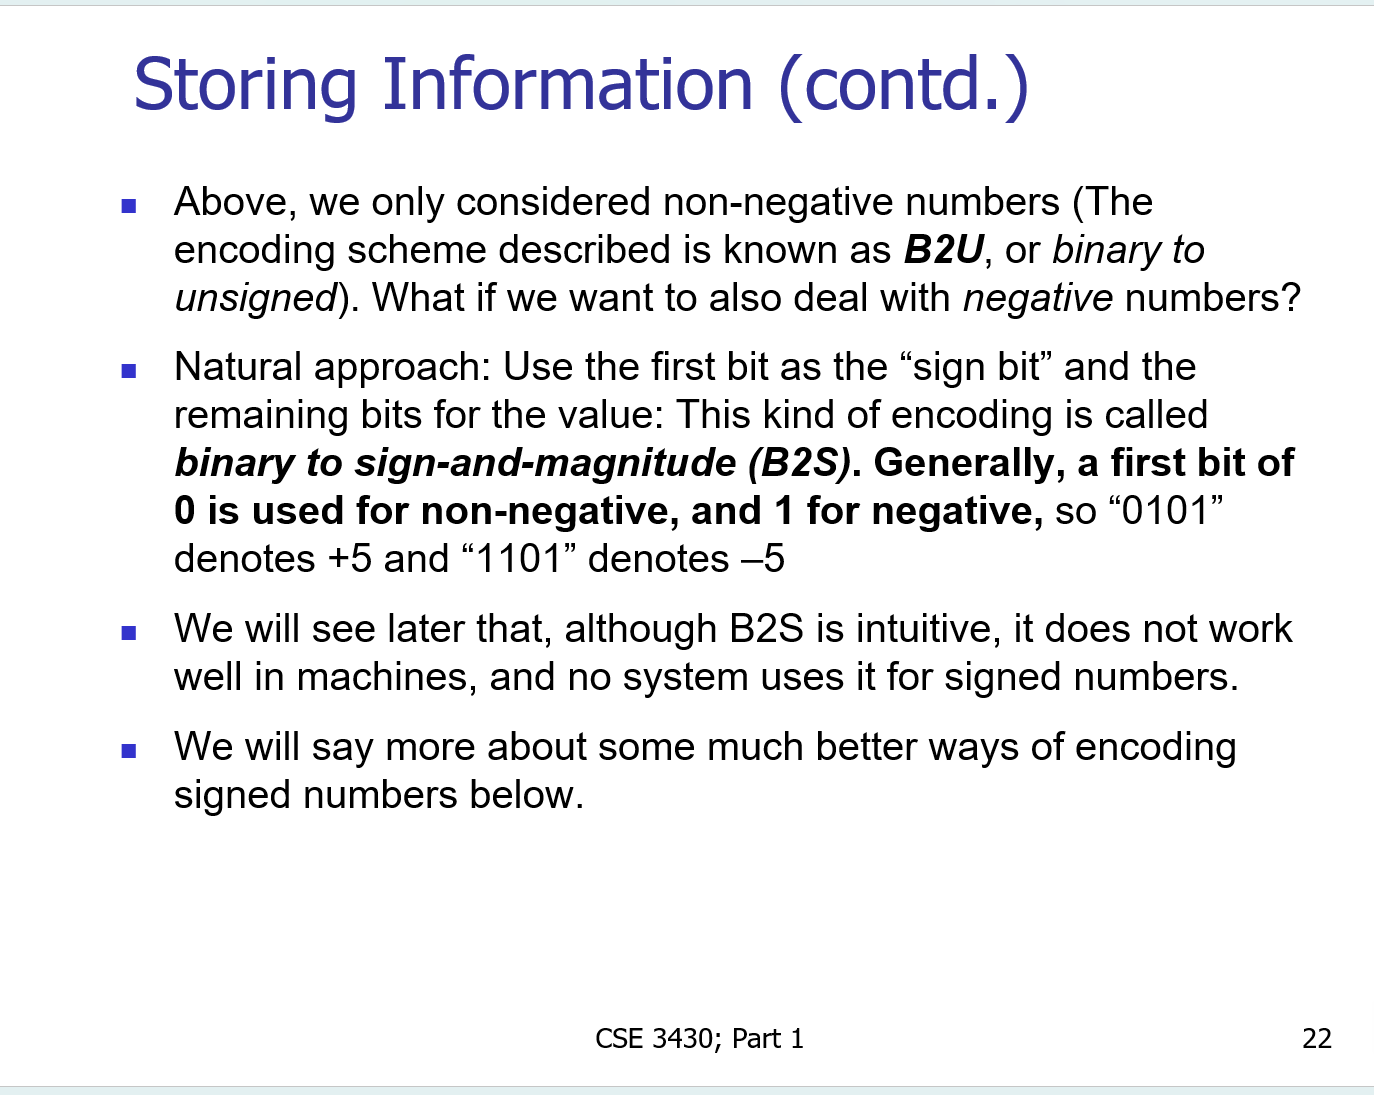 Storing Information (contd.)
Above, we only considered non-negative numbers (The
encoding scheme described is known as B2U, or binary to
unsigned). What if we want to also deal with negative numbers?
Natural approach: Use the first bit as the “sign bit” and the
remaining bits for the value: This kind of encoding is called
binary to sign-and-magnitude (B2S). Generally, a first bit of
0 is used for non-negative, and 1 for negative, so “0101”
denotes +5 and “1101” denotes –5
We will see later that, although B2S is intuitive, it does not work
well in machines, and no system uses it for signed numbers.
We will say more about some much better ways of encoding
signed numbers below.
CSE 3430; Part 1
22